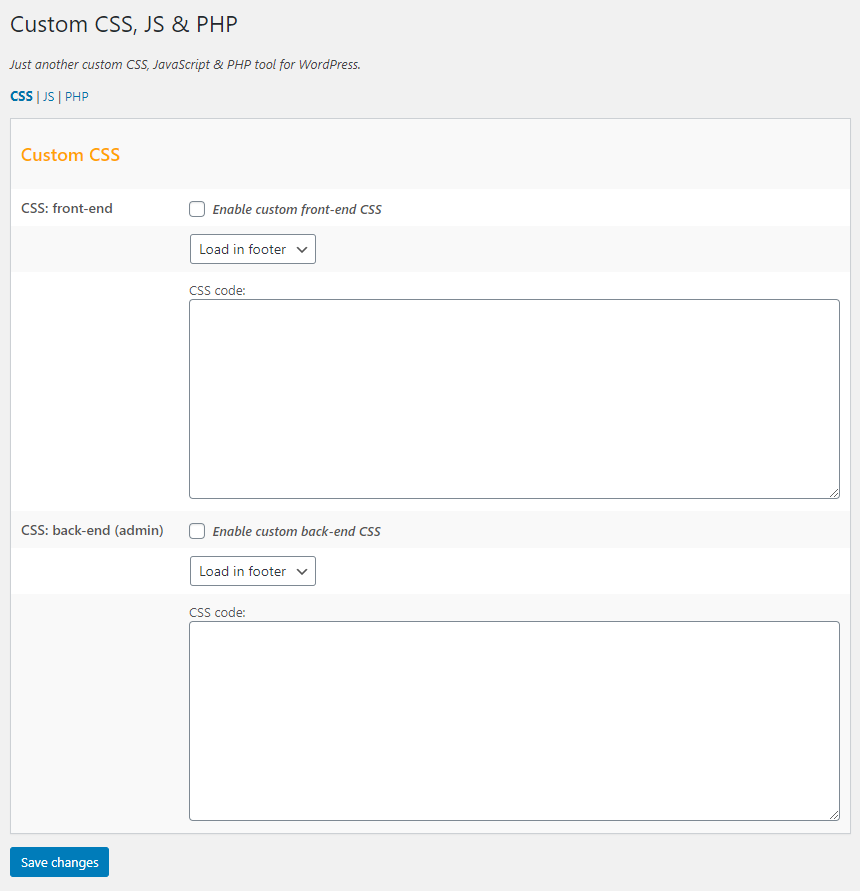 Custom CSS, JS & PHP
Just another custom CSS, JavaScript & PHP tool for WordPress.
CSS | JS | PHP
Custom CSS
CSS: front-end Enable custom front-end CSS
Load in footer
CSS code:
CSS: back-end (admin) Enable custom back-end CSS
Load in footer
CSS code:
Save changes